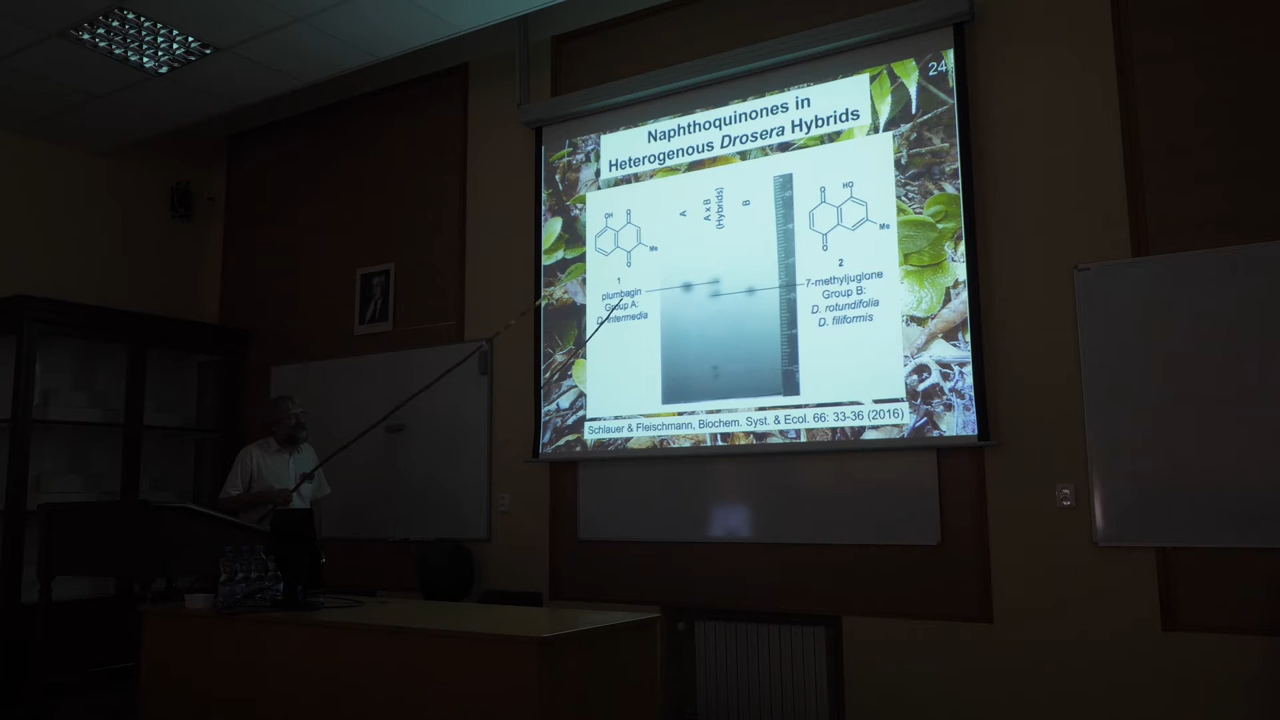 24
Naphthoquinones in
Heterogenous Drosera Hybrids
OH
O
Me
O
1
plumbagin
Group A:
D. intermedia
A
A x B
(Hybrids)
B
O
HO
Me
O
2
7-methyljuglone
Group B:
D. rotundifolia
D. filiformis
Schlauer & Fleischmann, Biochem. Syst. & Ecol. 66: 33-36 (2016)